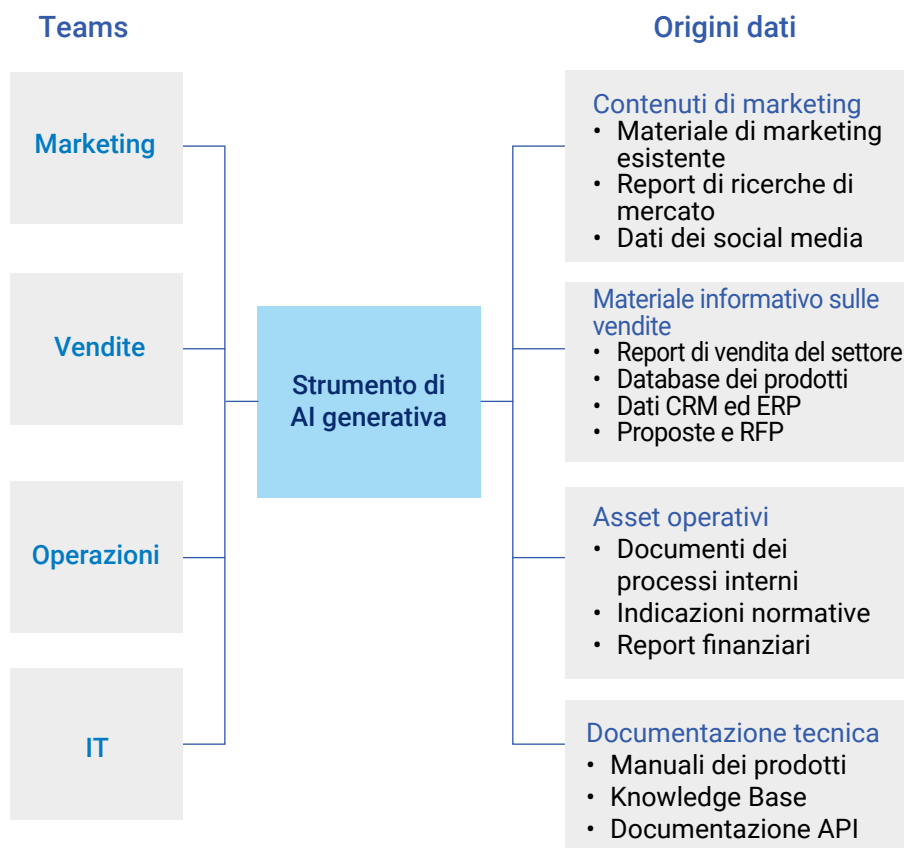 Teams
Origini dati
Marketing
Vendite
Operazioni
IT
Strumento di
AI generativa
Contenuti di marketing
• Materiale di marketing
esistente
• Report di ricerche di
mercato
• Dati dei social media
Materiale informativo sulle
vendite
• Report di vendita del settore
• Database dei prodotti
• Dati CRM ed ERP
• Proposte e RFP
Asset operativi
• Documenti dei
processi interni
• Indicazioni normative
• Report finanziari
Documentazione tecnica
• Manuali dei prodotti
• Knowledge Base
• Documentazione API